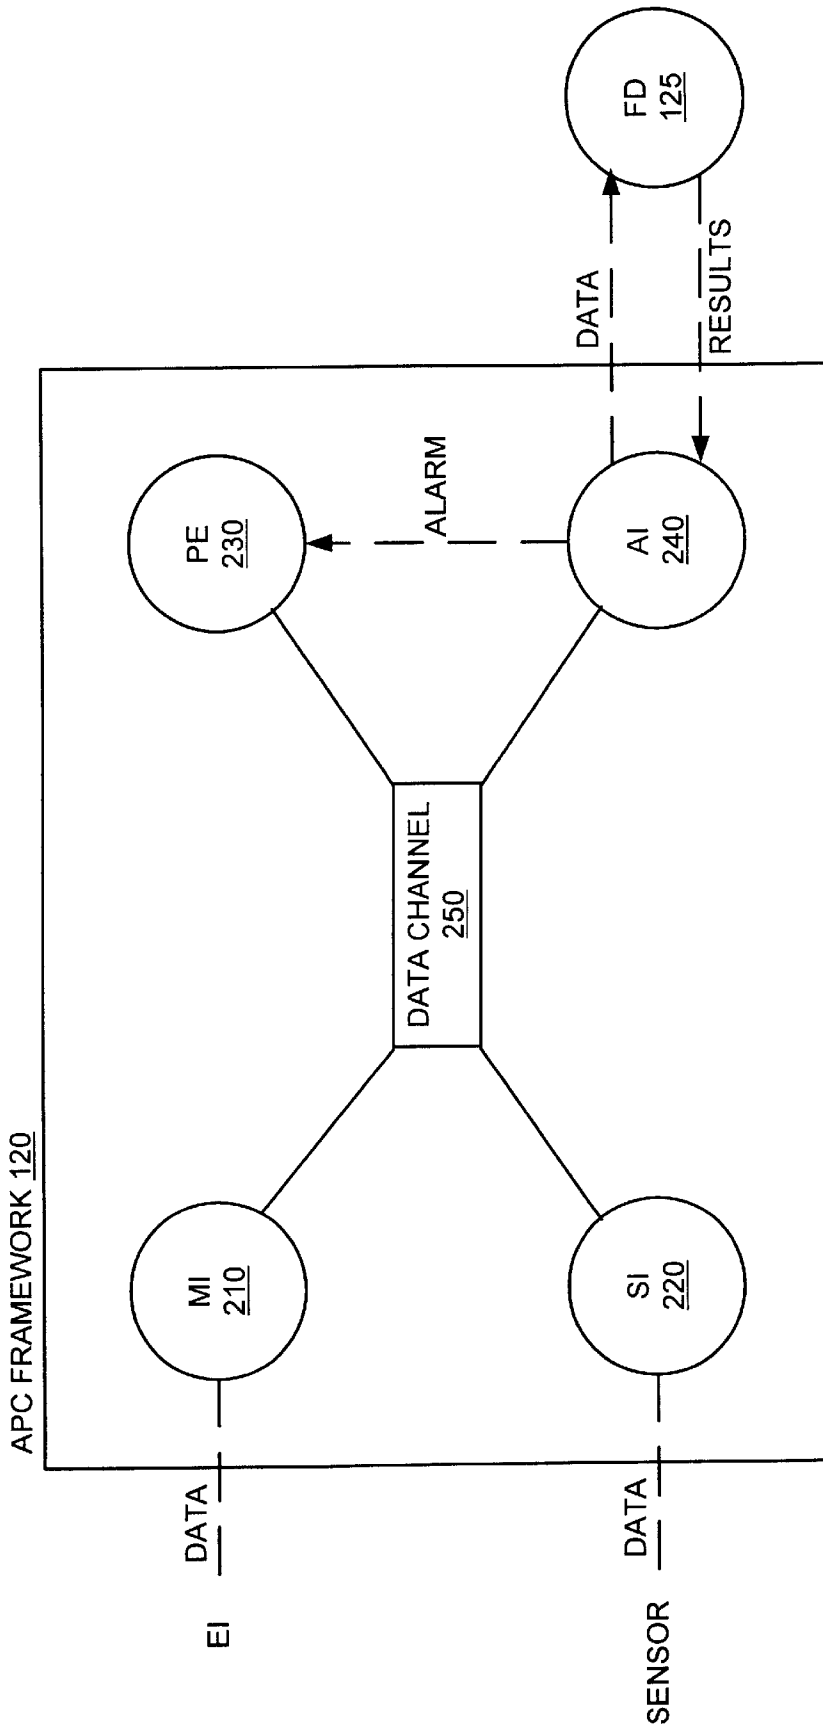 APC FRAMEWORK 120
EI
DATA
MI
210
PE
230
DATA CHANNEL
250
ALARM
SENSOR
DATA
SI
220
AI
240
DATA
RESULTS
FD
125